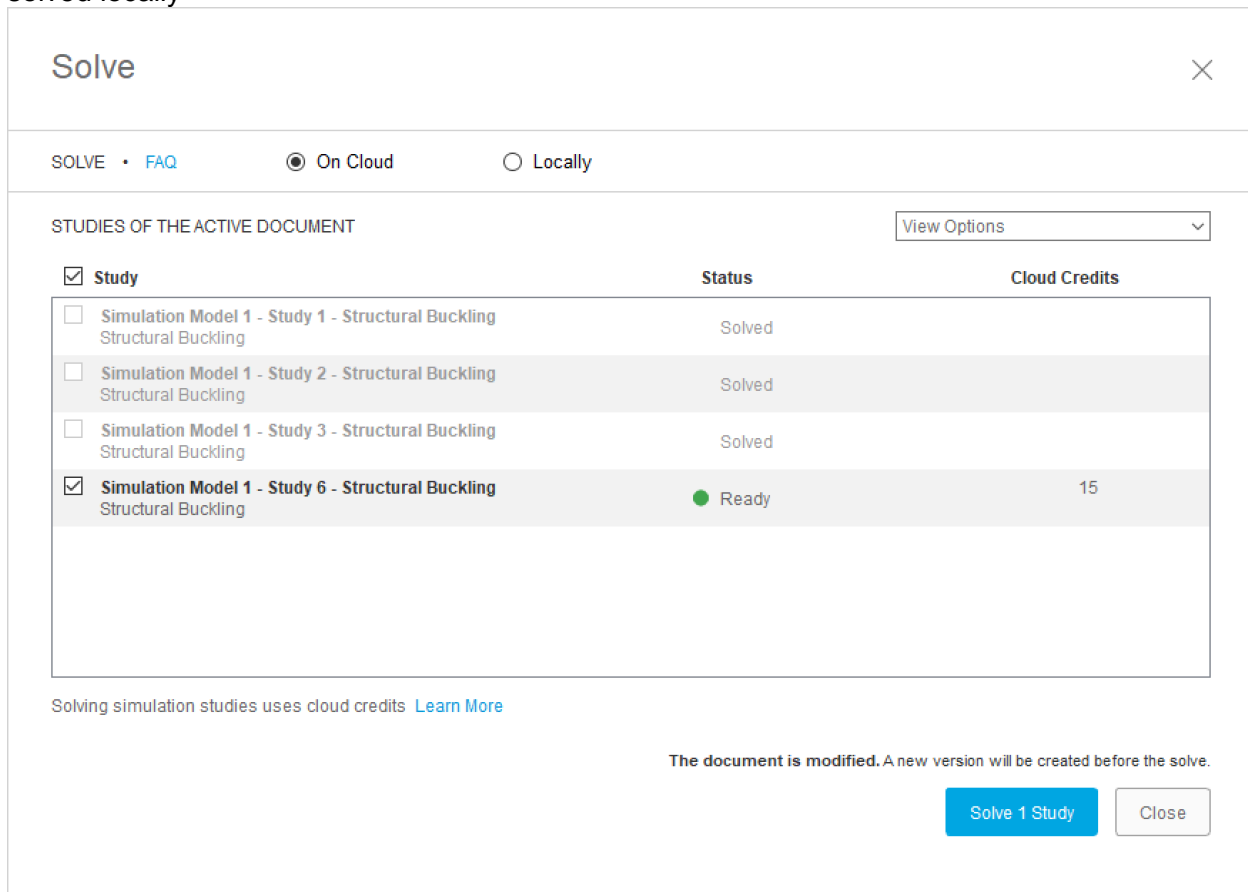 solved locally
Solve
SOLVE • FAQ On Cloud Locally
STUDIES OF THE ACTIVE DOCUMENT View Options
Study Status Cloud Credits
Simulation Model 1 - Study 1 - Structural Buckling
Structural Buckling
Solved
Simulation Model 1 - Study 2 - Structural Buckling
Structural Buckling
Solved
Simulation Model 1 - Study 3 - Structural Buckling
Structural Buckling
Solved
Simulation Model 1 - Study 6 - Structural Buckling
Structural Buckling
Ready
15
Solving simulation studies uses cloud credits Learn More
The document is modified. A new version will be created before the solve.
Solve 1 Study Close